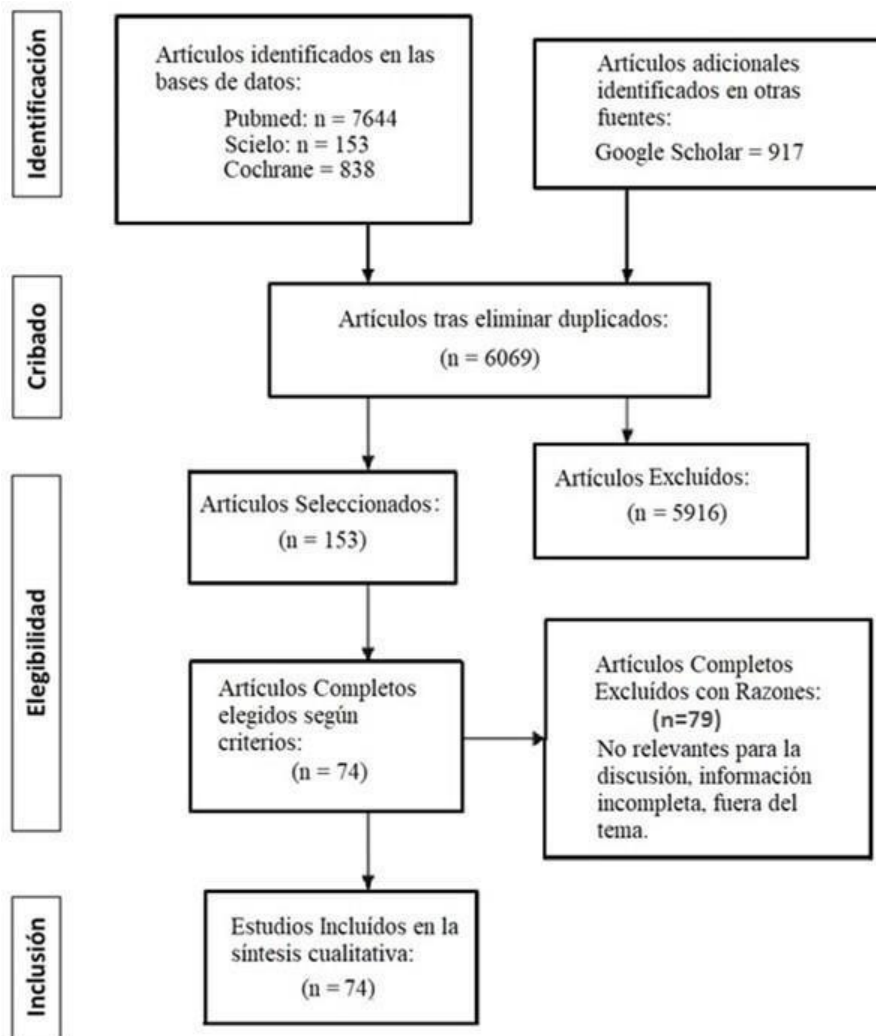 Identificación
Artículos identificados en las
bases de datos:
Pubmed: n = 7644
Scielo: n = 153
Cochrane = 838
Artículos adicionales
identificados en otras
fuentes:
Google Scholar = 917
Cribado
Artículos tras eliminar duplicados:
(n = 6069)
Elegibilidad
Artículos Seleccionados:
(n = 153)
Artículos Excluídos:
(n = 5916)
Artículos Completos
elegidos según
criterios:
(n = 74)
Artículos Completos
Excluídos con Razones:
(n=79)
No relevantes para la
discusión, información
incompleta, fuera del
tema.
Inclusión
Estudios Incluídos en la
síntesis cualitativa:
(n = 74)